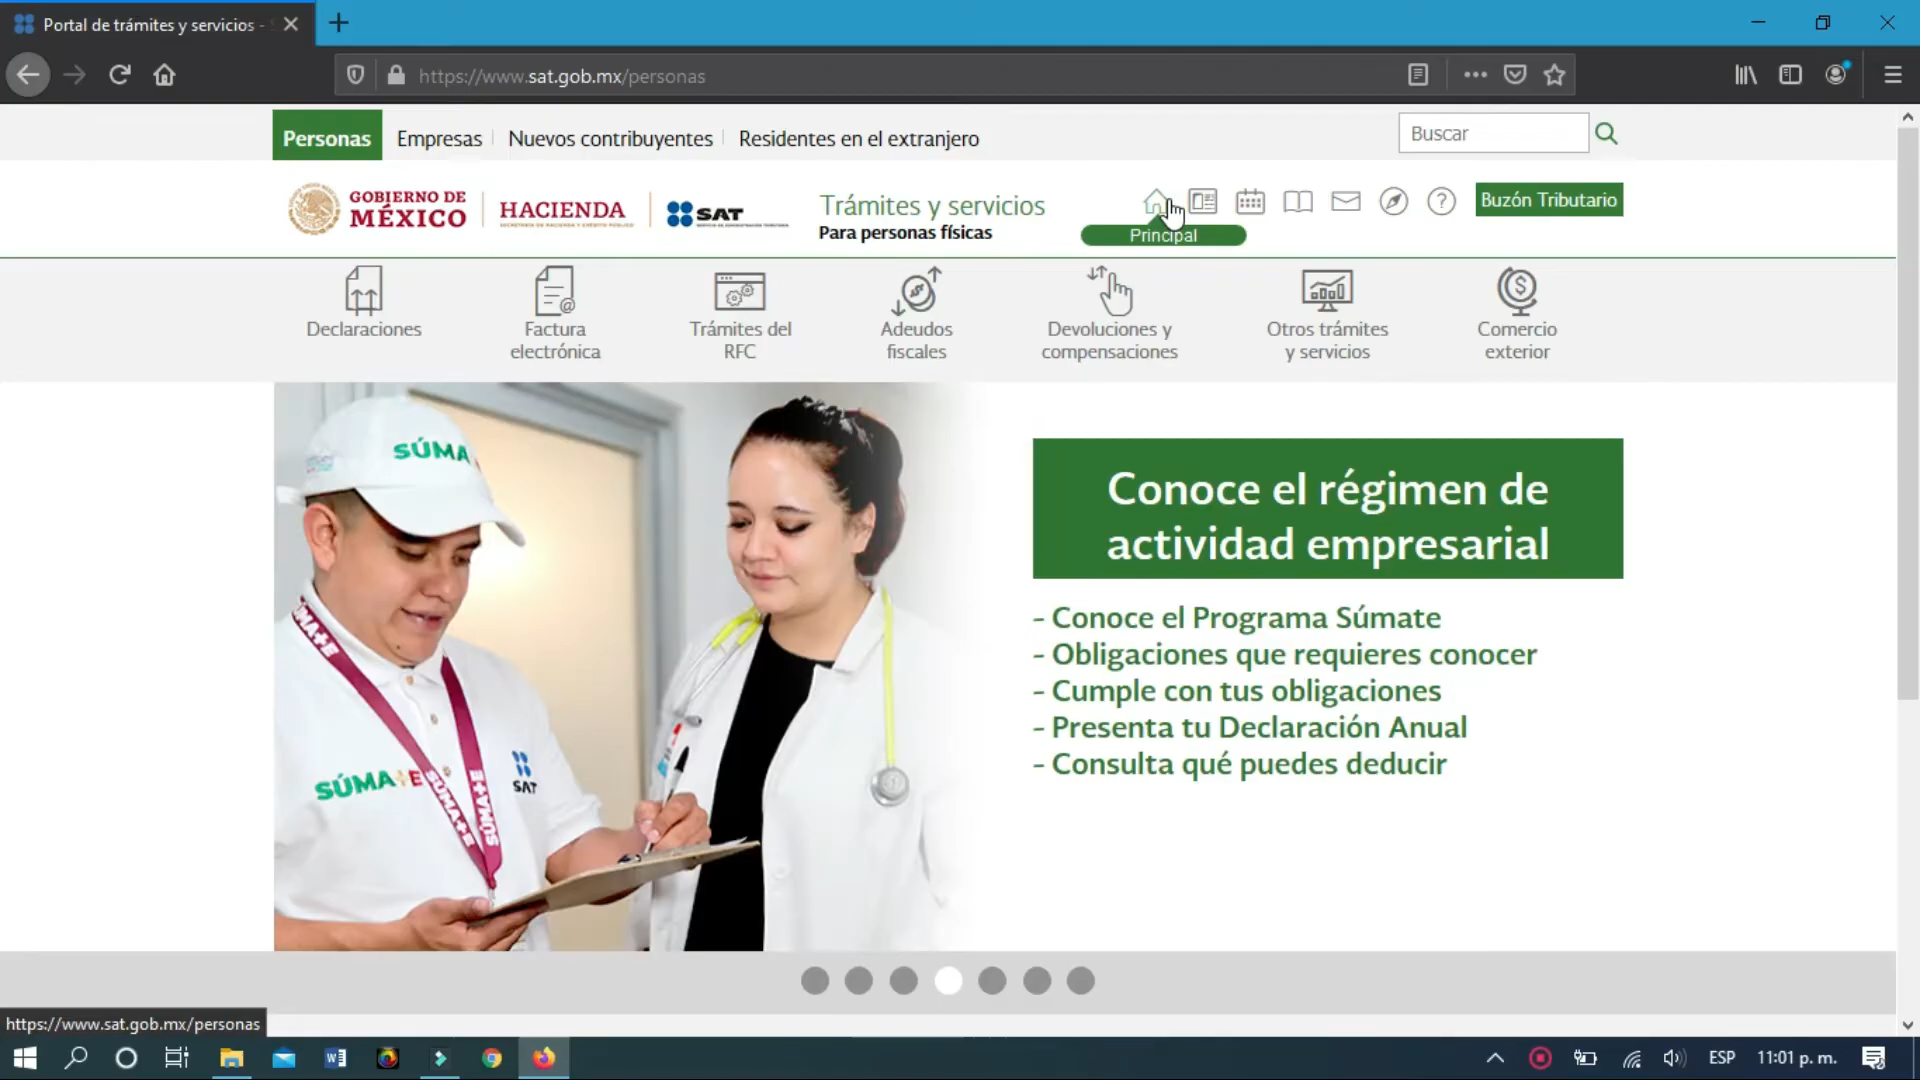 Portal de trámites y servicios -
https://www.sat.gob.mx/personas
Personas
Empresas
Nuevos contribuyentes
Residentes en el extranjero
Buscar
GOBIERNO DE
MÉXICO
HACIENDA
SAT
Trámites y servicios
Para personas físicas
Buzón Tributario
Principal
Declaraciones
Factura
electrónica
Trámites del
RFC
Adeudos
fiscales
Devoluciones y
compensaciones
Otros trámites
y servicios
Comercio
exterior
SÚMA
SÚMA+E
SAT
Conoce el régimen de
actividad empresarial
- Conoce el Programa Súmate
- Obligaciones que requieres conocer
- Cumple con tus obligaciones
- Presenta tu Declaración Anual
- Consulta qué puedes deducir
https://www.sat.gob.mx/personas
ESP
11:01 p. m.